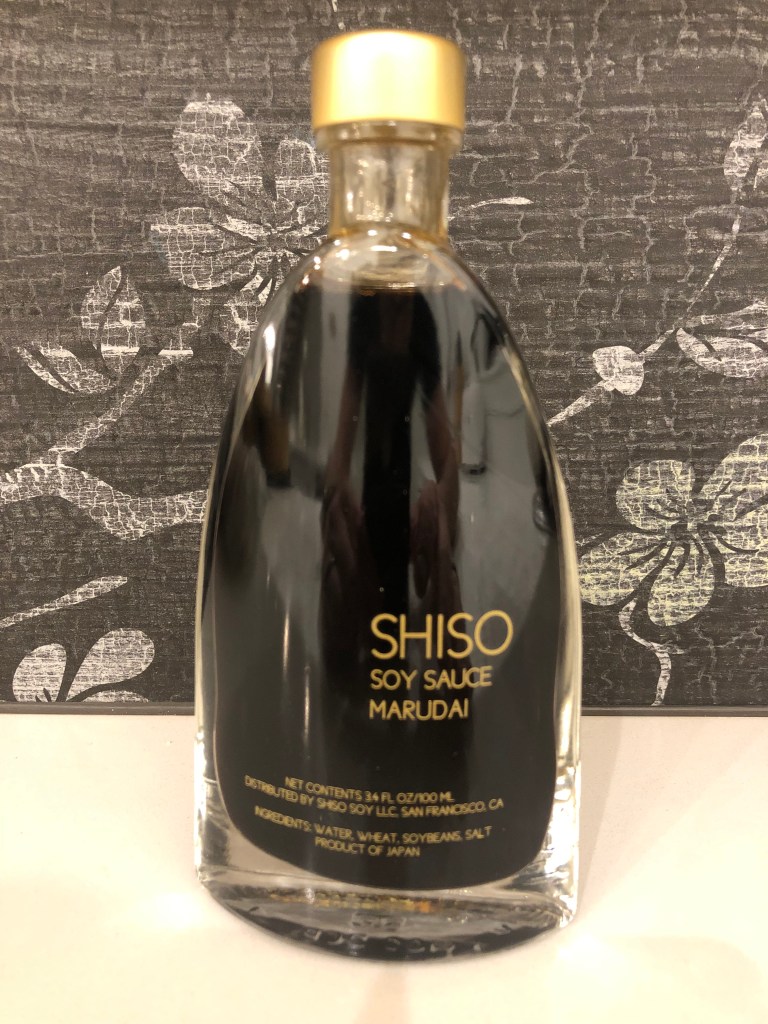 SHISO
SOY SAUCE
MARUDAI
NET CONTENTS 3.4 FL OZ/100 ML
DISTRIBUTED BY SHISO SOY LLC. SAN FRANCISCO, CA
INGREDIENTS: WATER, WHEAT, SOYBEANS, SALT
PRODUCT OF JAPAN